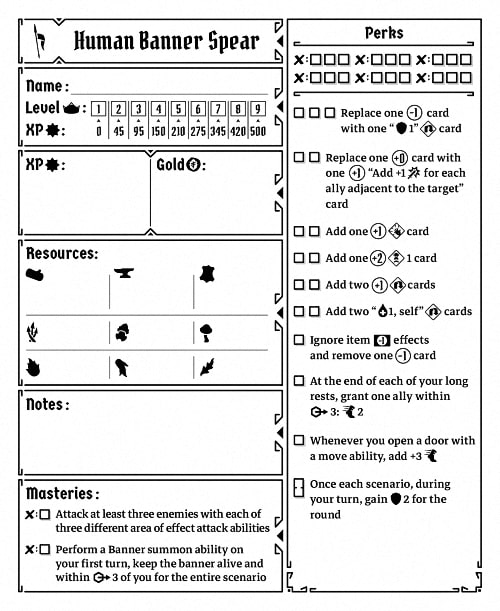 Human Banner Spear
Name:
Level:
1 2 3 4 5 6 7 8 9
XP:
0 45 95 150 210 275 345 420 500
XP:
Gold:
Resources:
Notes:
Masteries:
Attack at least three enemies with each of
three different area of effect attack abilities
Perform a Banner summon ability on
your first turn, keep the banner alive and
within 3 of you for the entire scenario
Perks
Replace one -1 card
with one “ 1” card
Replace one +0 card with
one +1 “Add +1 for each
ally adjacent to the target”
card
Add one +1 card
Add one +2 1 card
Add two +1 cards
Add two “ 1, self” cards
Ignore item -1 effects
and remove one -1 card
At the end of each of your long
rests, grant one ally within
3: 2
Whenever you open a door with
a move ability, add +3
Once each scenario, during
your turn, gain 2 for the
round